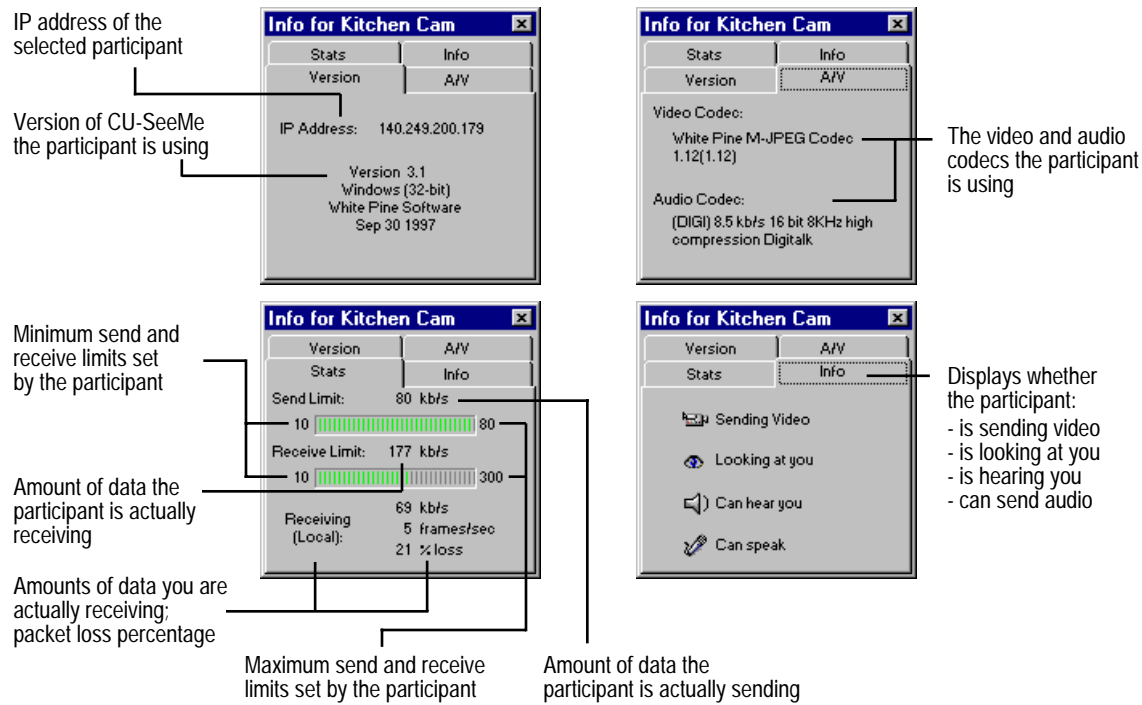 IP address of the
selected participant
Version of CU-SeeMe
the participant is using
Info for Kitchen Cam
Stats
Info
Version
A/V
IP Address: 140.249.200.179
Version 3.1
Windows (32-bit)
White Pine Software
Sep 30 1997
Info for Kitchen Cam
Stats
Info
Version
A/V
Video Codec:
White Pine M-JPEG Codec
1.12(1.12)
Audio Codec:
(DIGI) 8.5 kb/s 16 bit 8KHz high
compression Digitalk
The video and audio
codecs the participant
is using
Minimum send and
receive limits set
by the participant
Amount of data the
participant is actually
receiving
Amounts of data you are
actually receiving;
packet loss percentage
Info for Kitchen Cam
Version
A/V
Stats
Info
Send Limit: 80 kb/s
10 80
Receive Limit: 177 kb/s
10 300
Receiving
(Local):
69 kb/s
5 frames/sec
21 % loss
Info for Kitchen Cam
Version
A/V
Stats
Info
Sending Video
Looking at you
Can hear you
Can speak
Displays whether
the participant:
- is sending video
- is looking at you
- is hearing you
- can send audio
Maximum send and receive
limits set by the participant
Amount of data the
participant is actually sending